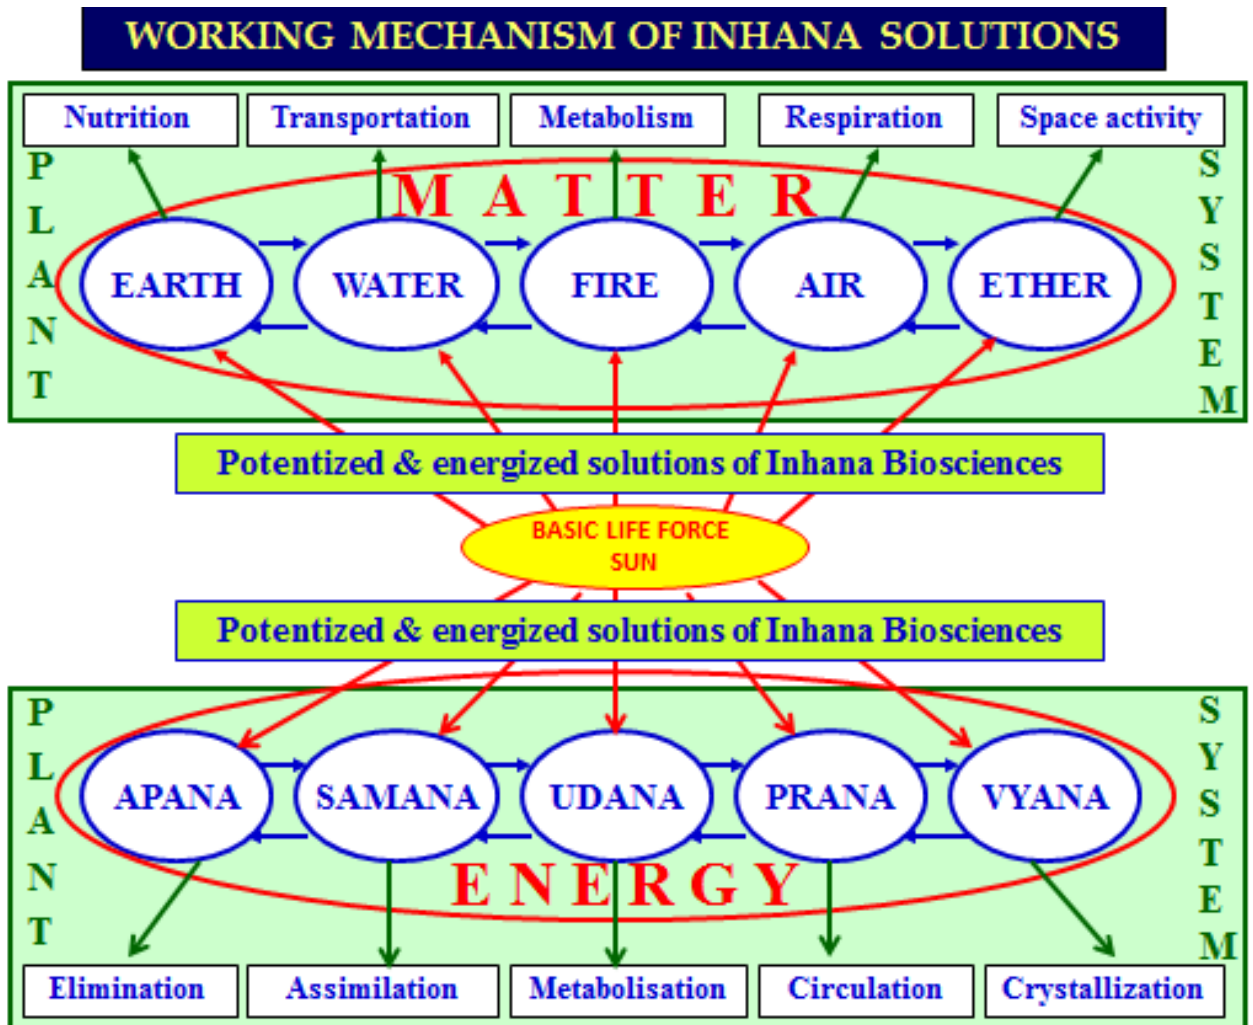 WORKING MECHANISM OF INHANA SOLUTIONS
Nutrition
Transportation
Metabolism
Respiration
Space activity
PLANT
MATTER
SYSTEM
EARTH
WATER
FIRE
AIR
ETHER
Potentized & energized solutions of Inhana Biosciences
BASIC LIFE FORCE
SUN
Potentized & energized solutions of Inhana Biosciences
PLANT
SYSTEM
APANA
SAMANA
UDANA
PRANA
VYANA
ENERGY
Elimination
Assimilation
Metabolisation
Circulation
Crystallization